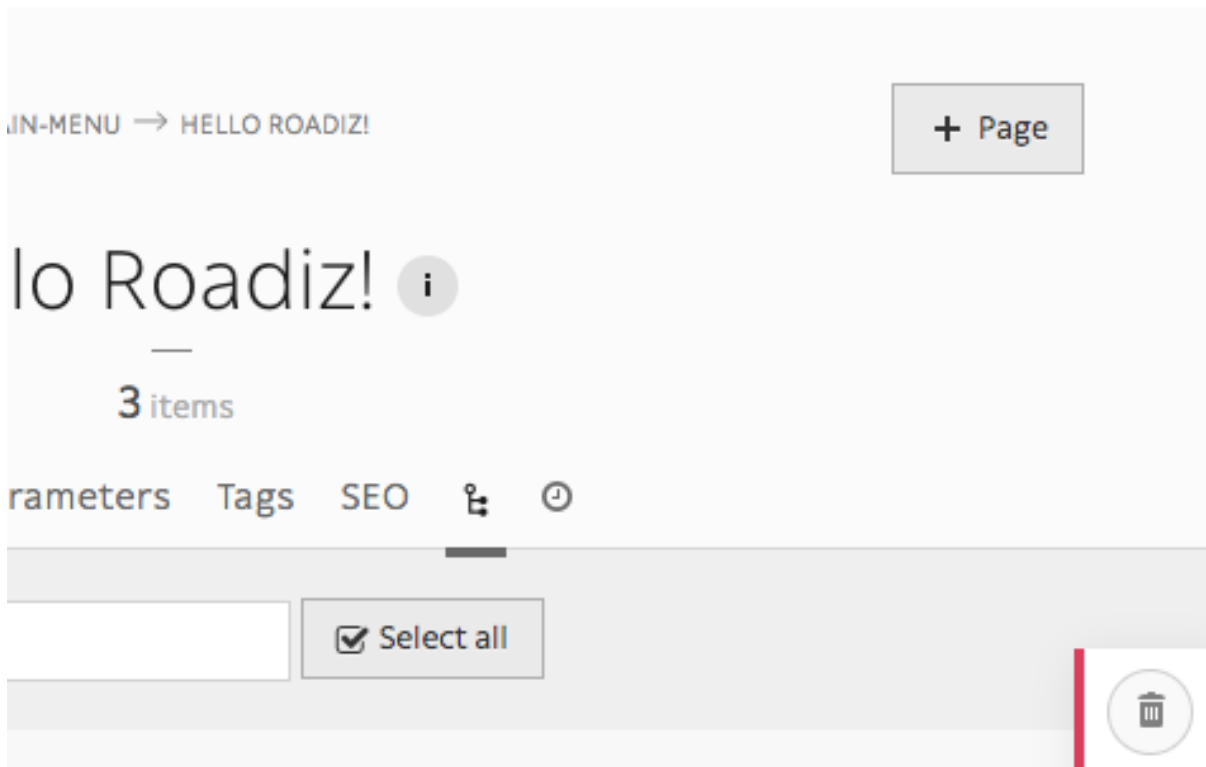 AIN-MENU → HELLO ROADIZ!
+ Page
lo Roadiz! i
3 items
rameters Tags SEO
Select all